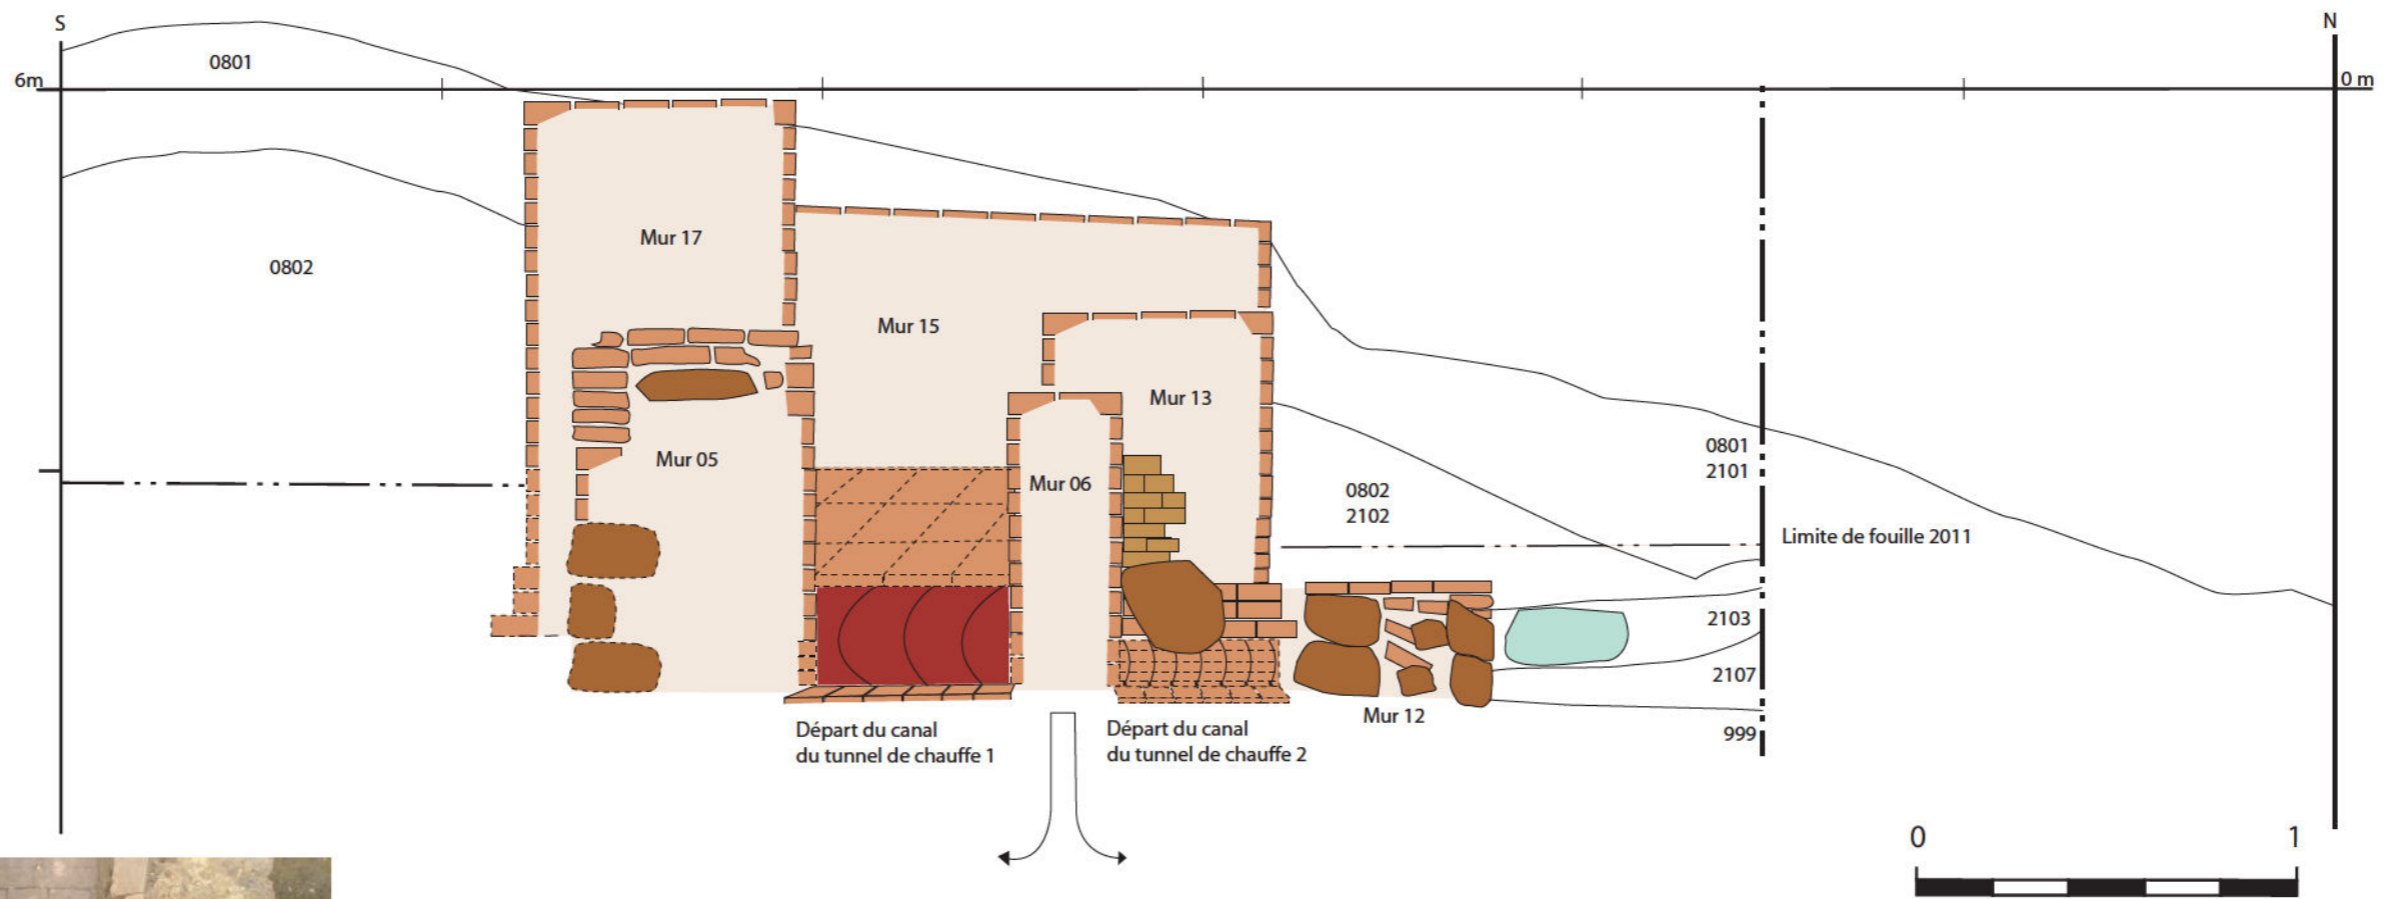 S
N
0801
6m
0 m
Mur 17
0802
Mur 15
Mur 13
Mur 05
Mur 06
0801
2101
0802
2102
Limite de fouille 2011
2103
2107
999
Mur 12
Départ du canal
du tunnel de chauffe 1
Départ du canal
du tunnel de chauffe 2
0
1